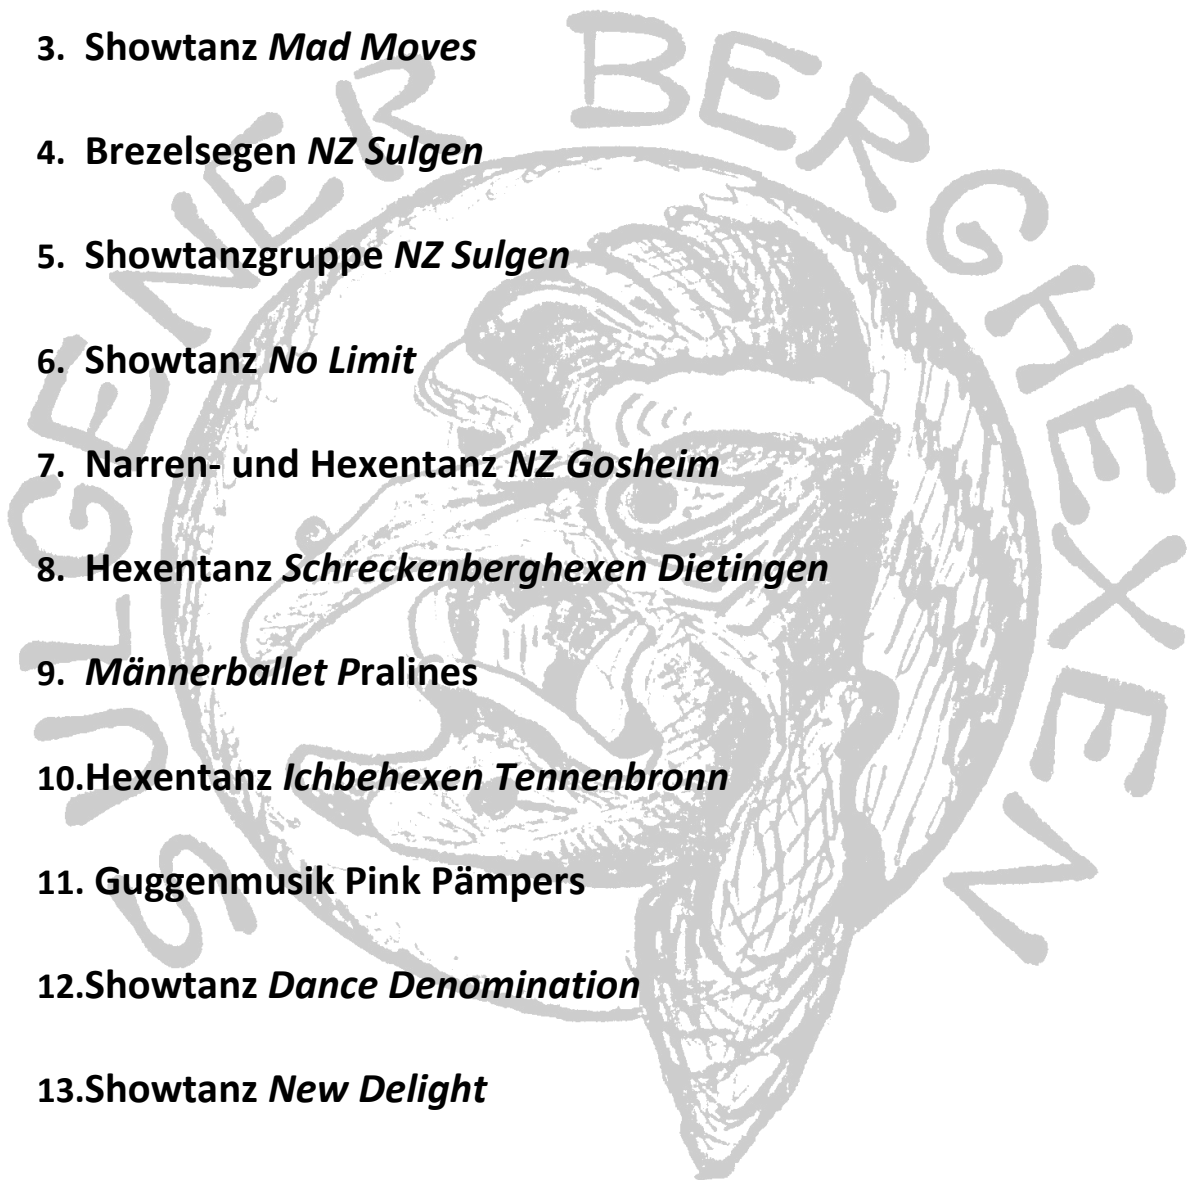 SULGENER BERGHEXEN
3. Showtanz Mad Moves
4. Brezelsegen NZ Sulgen
5. Showtanzgruppe NZ Sulgen
6. Showtanz No Limit
7. Narren- und Hexentanz NZ Gosheim
8. Hexentanz Schreckenberghexen Dietingen
9. Männerballet Pralines
10.Hexentanz Ichbehexen Tennenbronn
11. Guggenmusik Pink Pämpers
12.Showtanz Dance Denomination
13.Showtanz New Delight